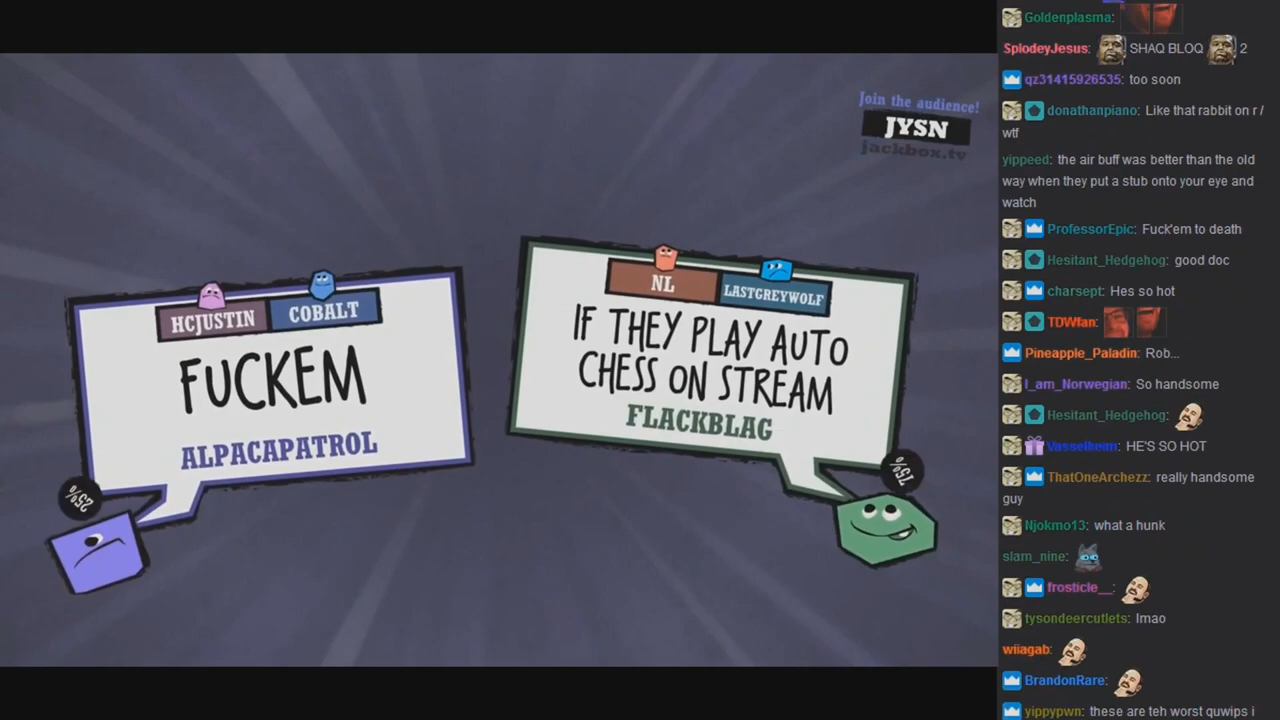 Join the audience!
JYSN
jackbox.tv
HCJUSTIN
COBALT
FUCKEM
ALPACAPATROL
25%
NL
LASTGREYWOLF
IF THEY PLAY AUTO
CHESS ON STREAM
FLACKBLAG
75%
Goldenplasma:
SplodeyJesus: SHAQ BLOQ 2
qz31415926535: too soon
donathanpiano: Like that rabbit on r /
wtf
yippeed: the air buff was better than the old
way when they put a stub onto your eye and
watch
ProfessorEpic: Fuck'em to death
Hesitant_Hedgehog: good doc
charsept: Hes so hot
TDWfan:
Pineapple_Paladin: Rob...
I_am_Norwegian: So handsome
Hesitant_Hedgehog:
Vasselheim: HE'S SO HOT
ThatOneArchezz: really handsome
guy
Njokmo13: what a hunk
slam_nine:
frosticle__:
tysondeercutlets: lmao
wiiagab:
BrandonRare:
yippypwn: these are teh worst quwips i